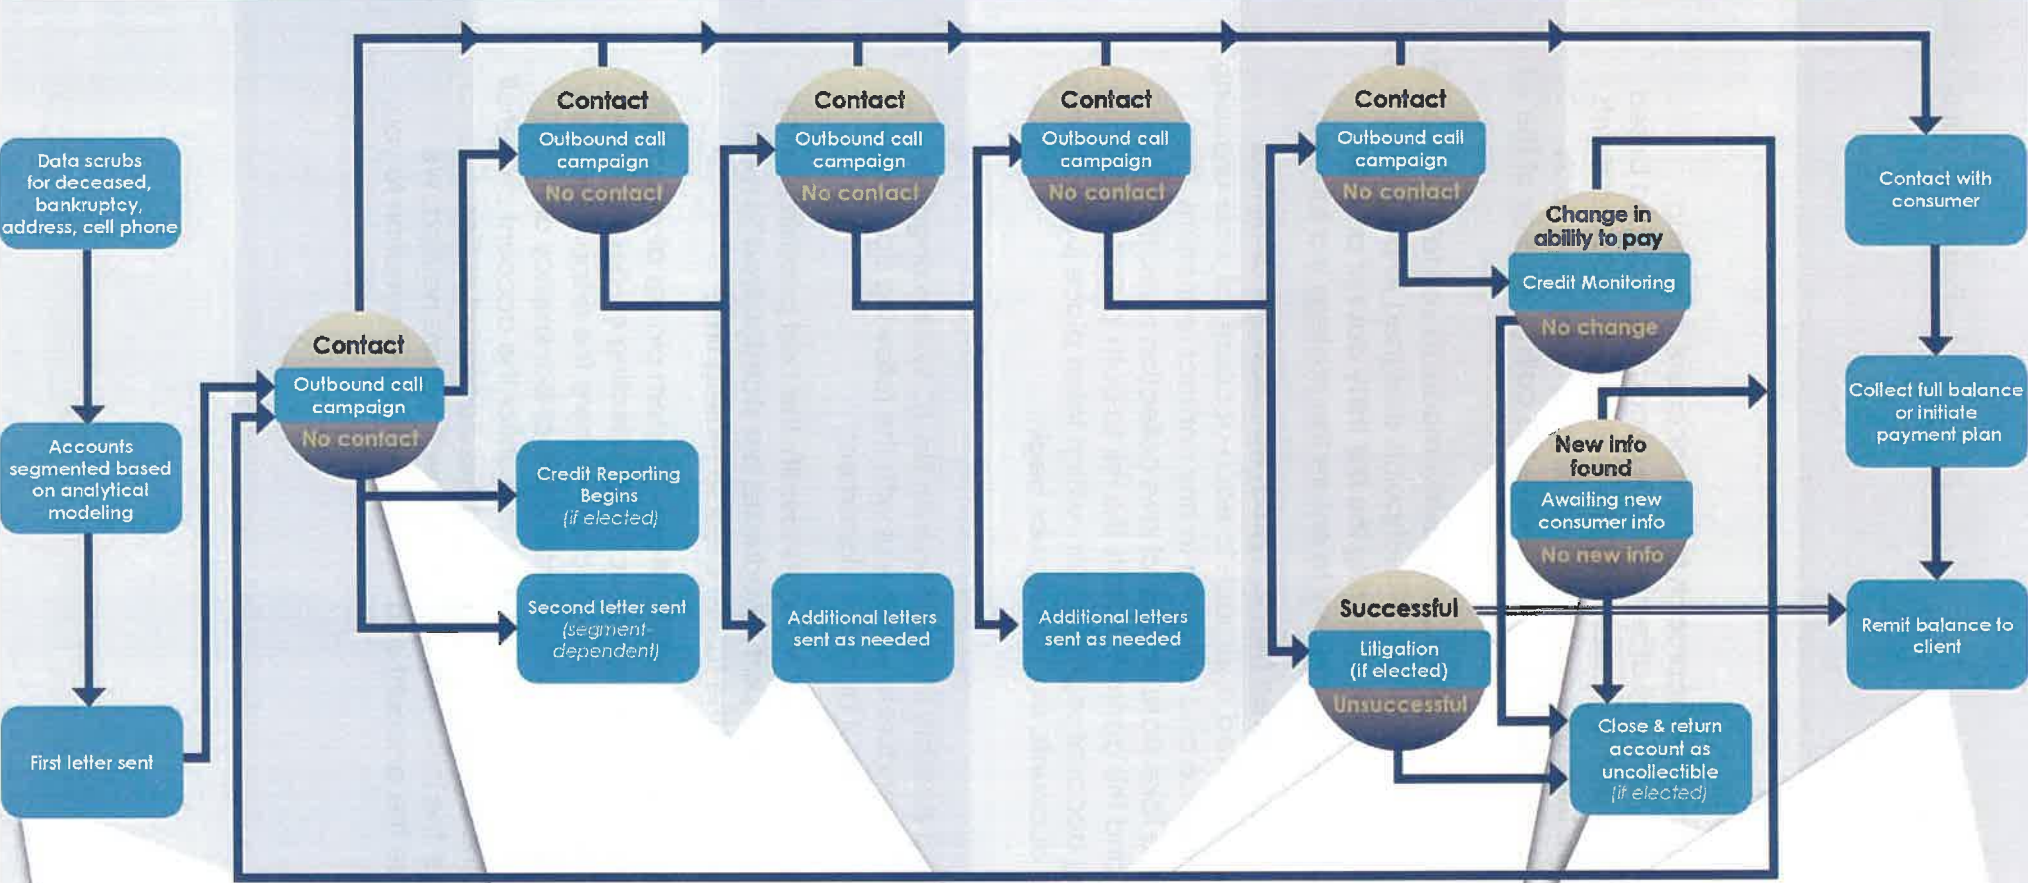 Data scrubs
for deceased,
bankruptcy,
address, cell phone
Accounts
segmented based
on analytical
modeling
First letter sent
Contact
Outbound call
campaign
No contact
Credit Reporting
Begins
(if elected)
Second letter sent
(segment-
dependent)
Contact
Outbound call
campaign
No contact
Contact
Outbound call
campaign
No contact
Additional letters
sent as needed
Contact
Outbound call
campaign
No contact
Additional letters
sent as needed
Contact
Outbound call
campaign
No contact
Change in
ability to pay
Credit Monitoring
No change
New info
found
Awaiting new
consumer info
No new info
Successful
Litigation
(if elected)
Unsuccessful
Close & return
account as
uncollectible
(if elected)
Contact with
consumer
Collect full balance
or initiate
payment plan
Remit balance to
client